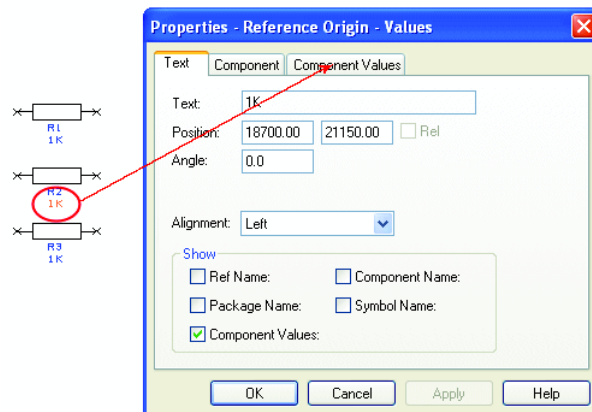 Properties - Reference Origin - Values
Text Component Component Values
Text: 1K
Position: 18700.00 21150.00 Rel
Angle: 0.0
Alignment: Left
Show
Ref Name: Component Name:
Package Name: Symbol Name:
Component Values:
OK Cancel Apply Help
R1
1K
R2
1K
R3
1K